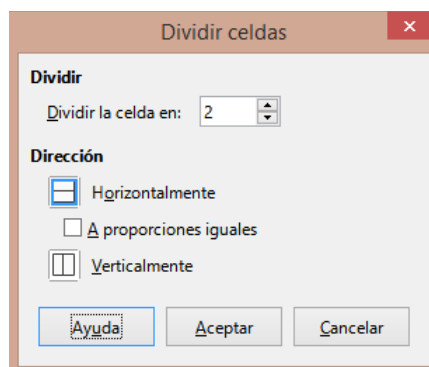 Dividir celdas
Dividir
Dividir la celda en: 2
Dirección
Horizontalmente
A proporciones iguales
Verticalmente
Ayuda Aceptar Cancelar